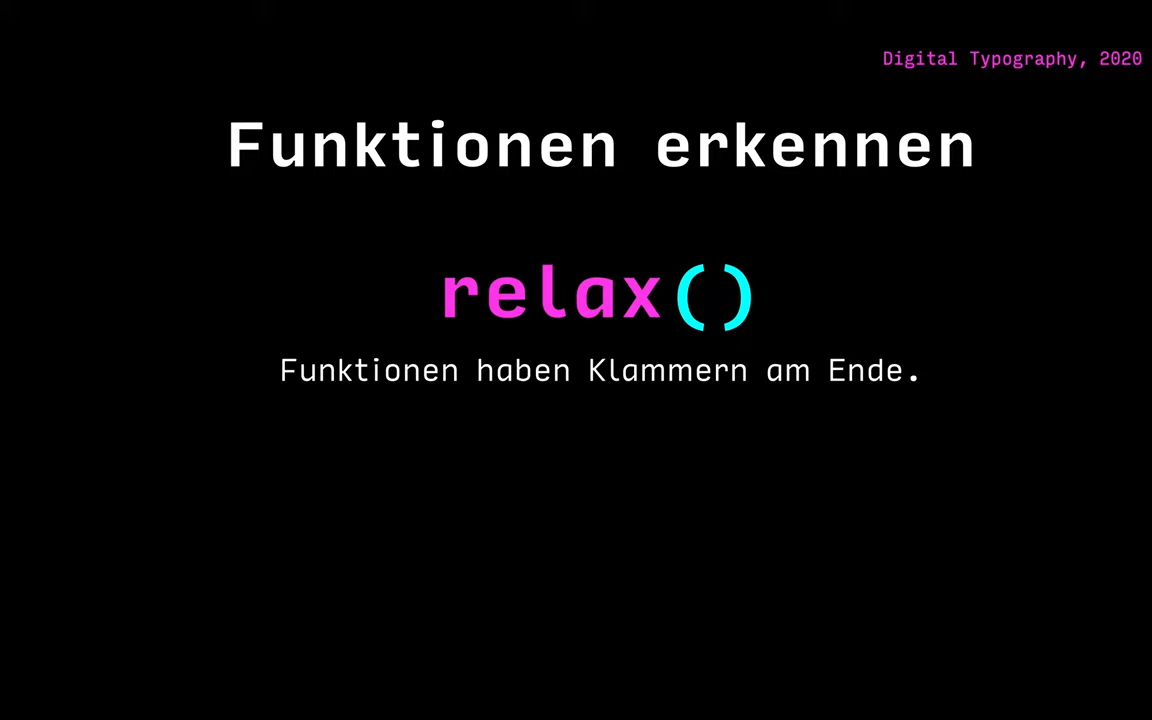 Digital Typography, 2020
Funktionen erkennen
relax()
Funktionen haben Klammern am Ende.